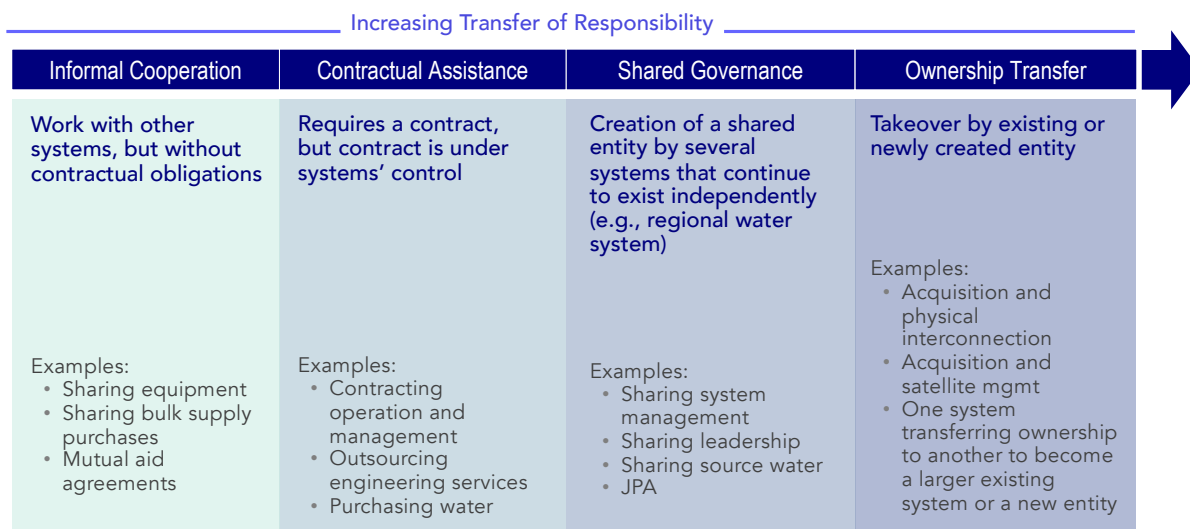 Increasing Transfer of Responsibility
Informal Cooperation
Contractual Assistance
Shared Governance
Ownership Transfer
Work with other
systems, but without
contractual obligations
Examples:
• Sharing equipment
• Sharing bulk supply
purchases
• Mutual aid
agreements
Requires a contract,
but contract is under
systems’ control
Examples:
• Contracting
operation and
management
• Outsourcing
engineering services
• Purchasing water
Creation of a shared
entity by several
systems that continue
to exist independently
(e.g., regional water
system)
Examples:
• Sharing system
management
• Sharing leadership
• Sharing source water
• JPA
Takeover by existing or
newly created entity
Examples:
• Acquisition and
physical
interconnection
• Acquisition and
satellite mgmt
• One system
transferring ownership
to another to become
a larger existing
system or a new entity